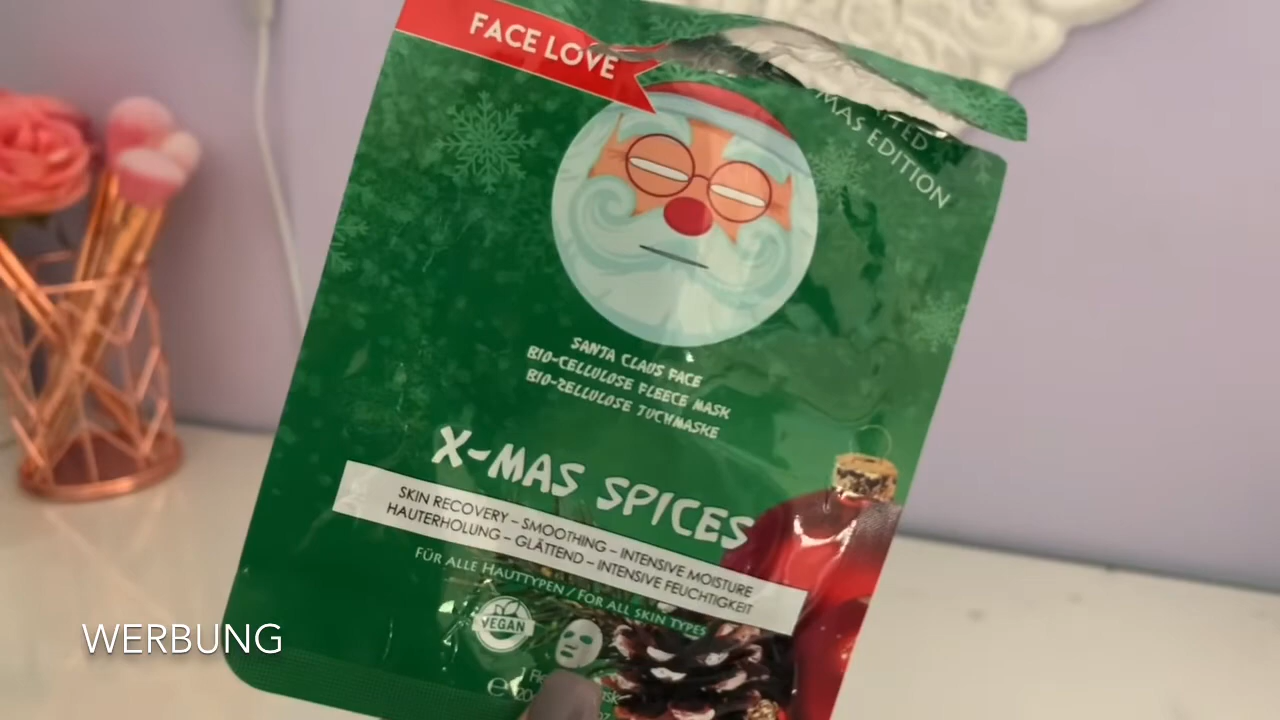 FACE LOVE
MAS EDITION
SANTA CLAUS FACE
BIO-CELLULOSE FLEECE MASK
BIO-ZELLULOSE TUCHMASKE
X-MAS SPICES
SKIN RECOVERY – SMOOTHING – INTENSIVE MOISTURE
HAUTERHOLUNG – GLÄTTEND – INTENSIVE FEUCHTIGKEIT
FÜR ALLE HAUTTYPEN / FOR ALL SKIN TYPES
VEGAN
WERBUNG